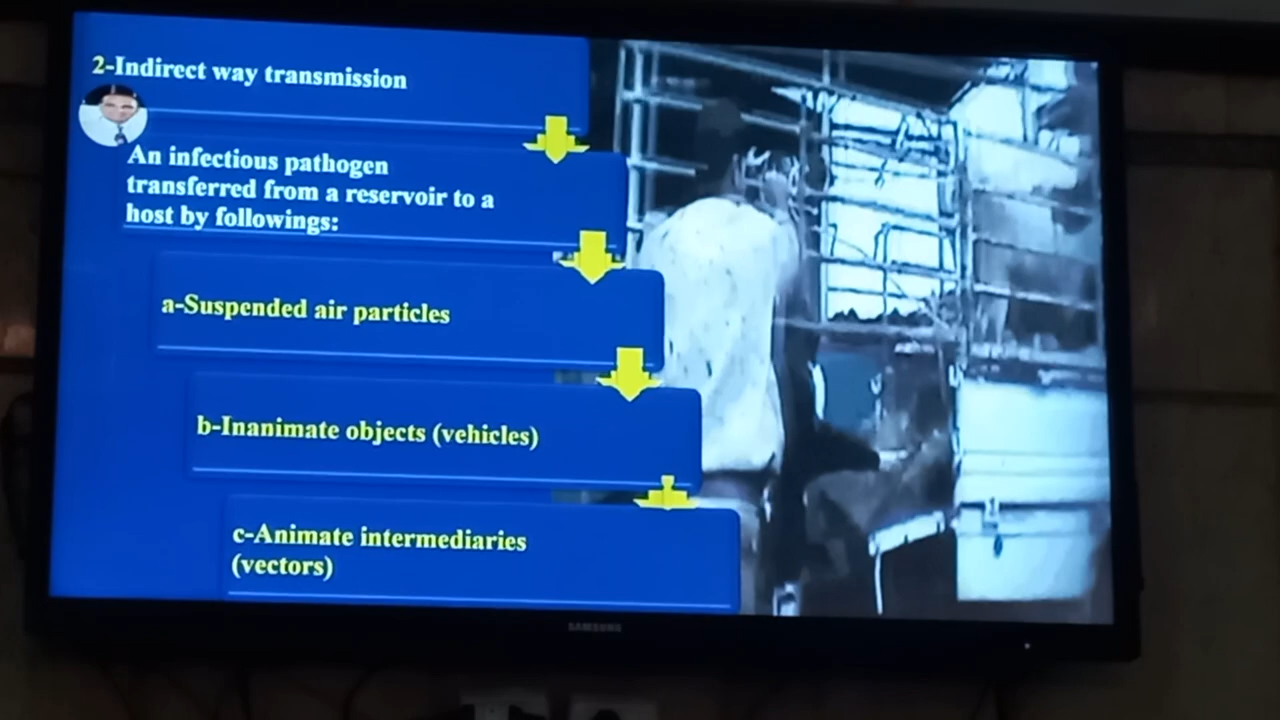 2-Indirect way transmission
An infectious pathogen
transferred from a reservoir to a
host by followings:
a-Suspended air particles
b-Inanimate objects (vehicles)
c-Animate intermediaries
(vectors)
SAMSUNG